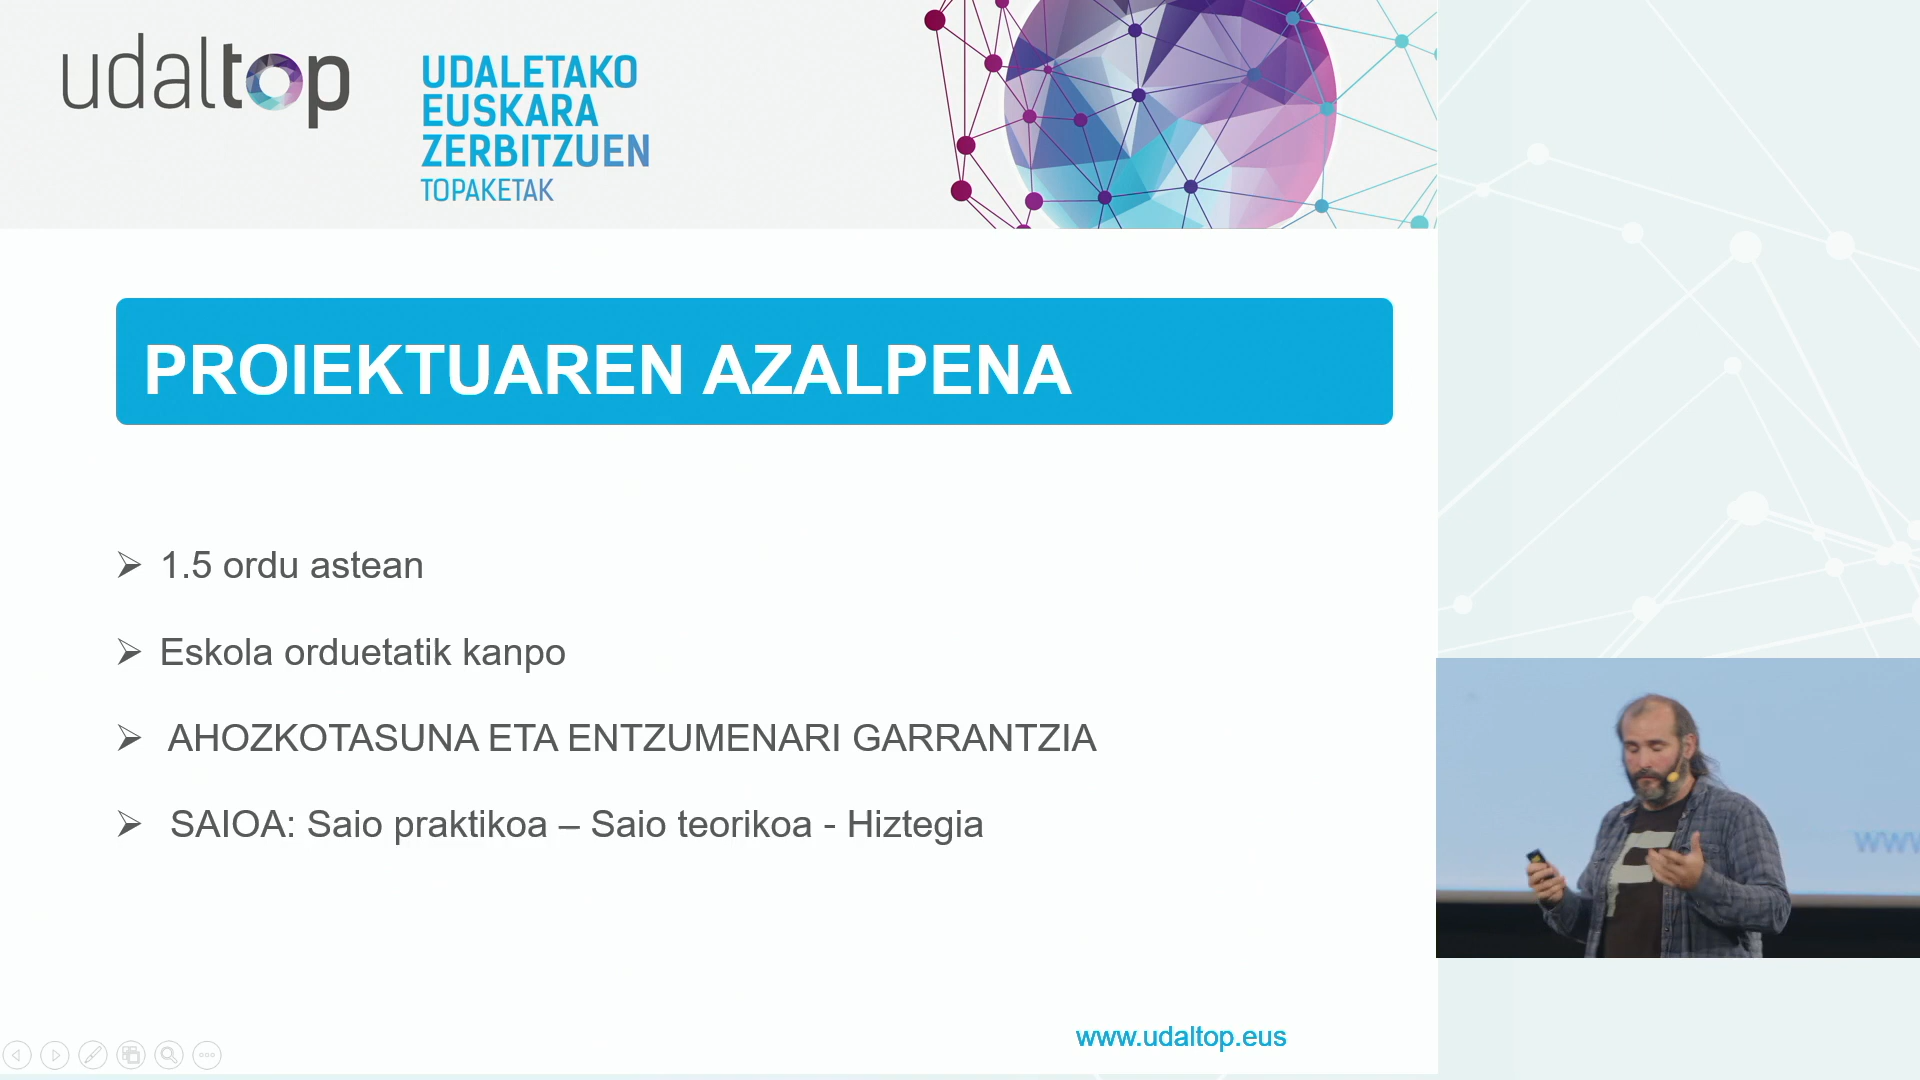 udaltop
UDALETAKO
EUSKARA
ZERBITZUEN
TOPAKETAK
PROIEKTUAREN AZALPENA
1.5 ordu astean
Eskola orduetatik kanpo
AHOZKOTASUNA ETA ENTZUMENARI GARRANTZIA
SAIOA: Saio praktikoa – Saio teorikoa - Hiztegia
www
www.udaltop.eus